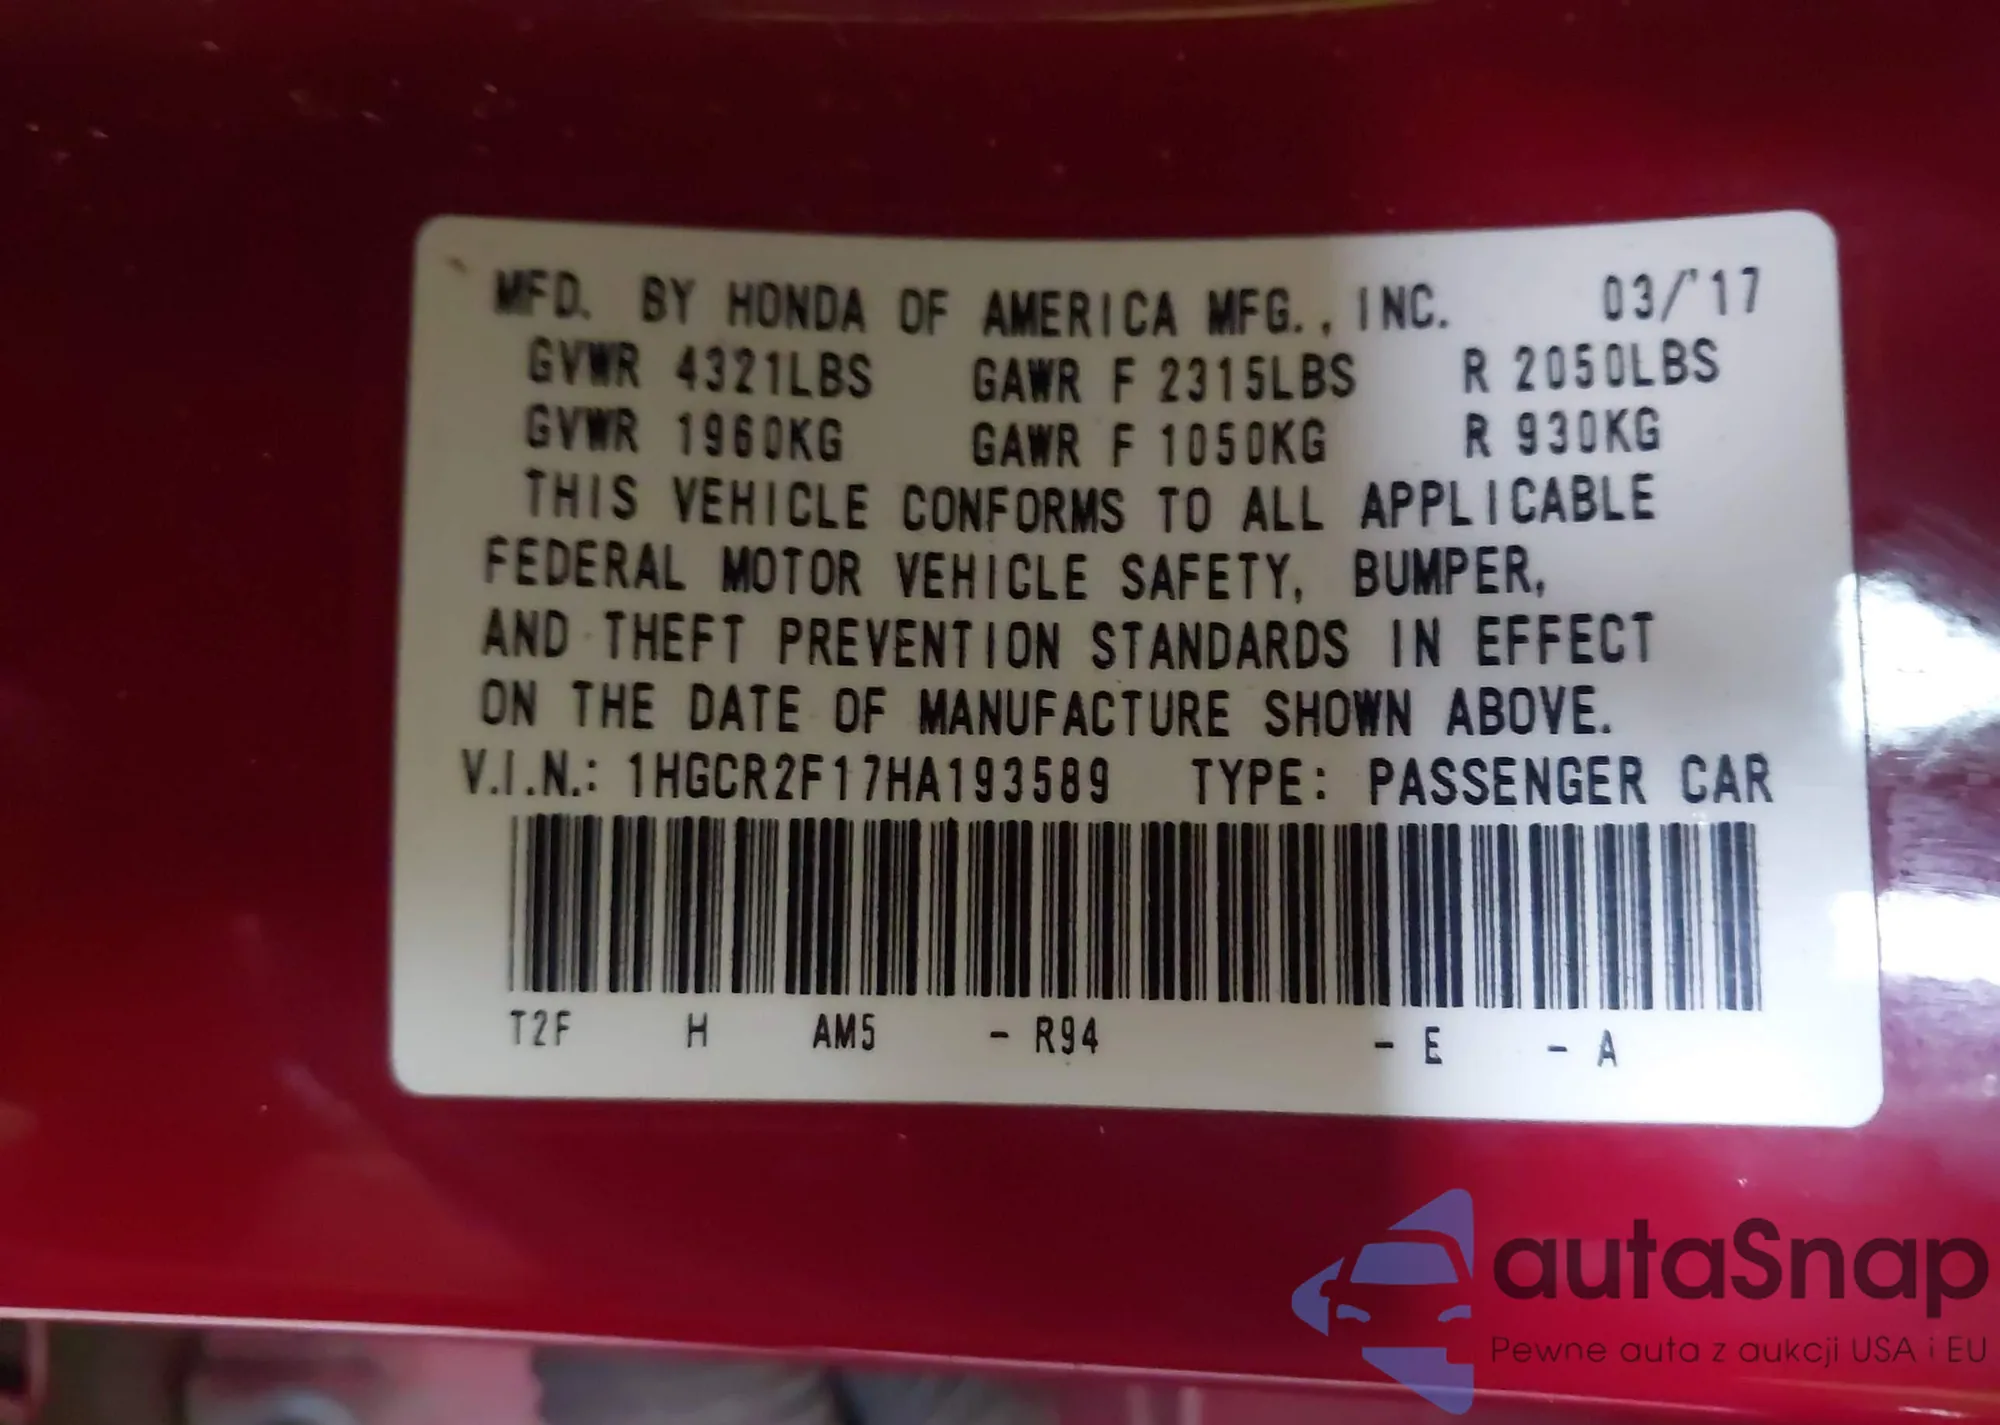 MFD. BY HONDA OF AMERICA MFG., INC. 03/'17
GVWR 4321LBS GAWR F 2315LBS R 2050LBS
GVWR 1960KG GAWR F 1050KG R 930KG
THIS VEHICLE CONFORMS TO ALL APPLICABLE
FEDERAL MOTOR VEHICLE SAFETY, BUMPER,
AND THEFT PREVENTION STANDARDS IN EFFECT
ON THE DATE OF MANUFACTURE SHOWN ABOVE.
V.I.N.: 1HGCR2F17HA193589 TYPE: PASSENGER CAR
T2F H AM5 - R94 - E - A
autaSnap
Pewne auta z aukcji USA i EU